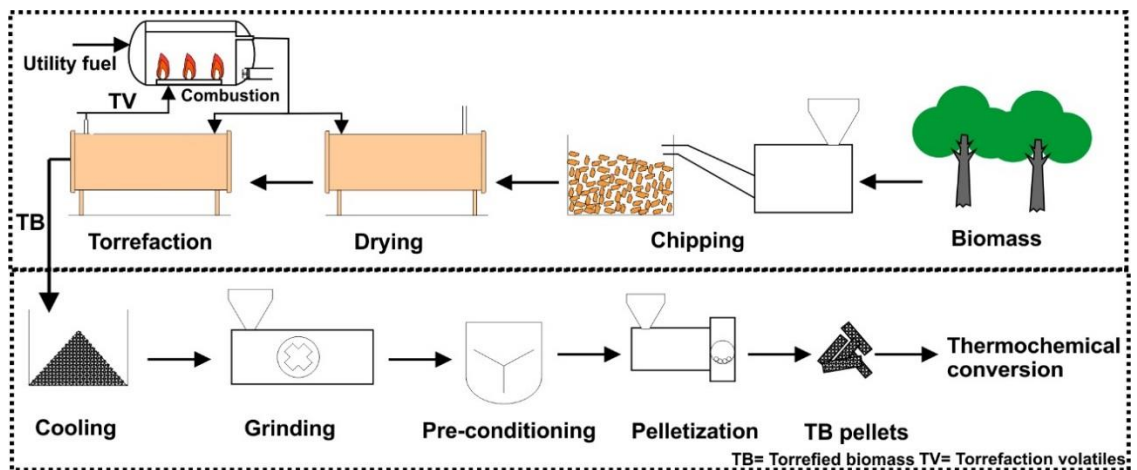 Utility fuel
Combustion
TV
TB
Torrefaction
Drying
Chipping
Biomass
Cooling
Grinding
Pre-conditioning
Pelletization
TB pellets
Thermochemical
conversion
TB= Torrefied biomass TV= Torrefaction volatiles